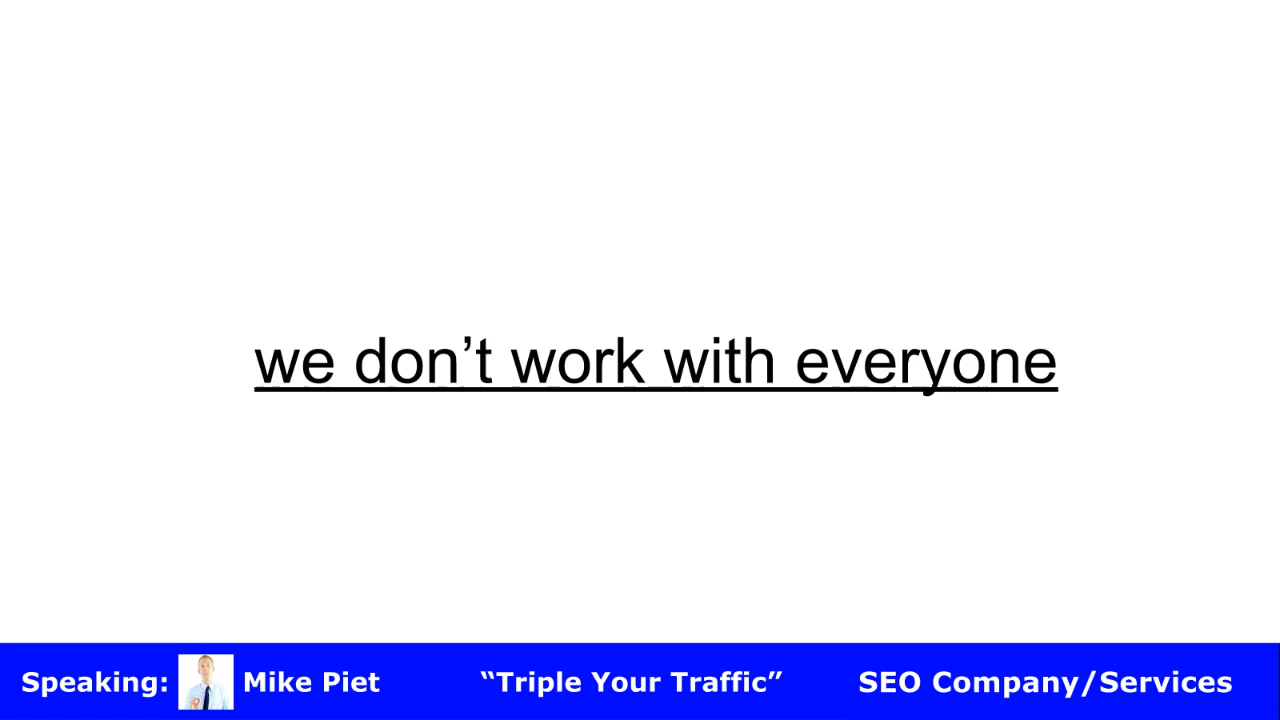 we don’t work with everyone
Speaking: Mike Piet “Triple Your Traffic” SEO Company/Services